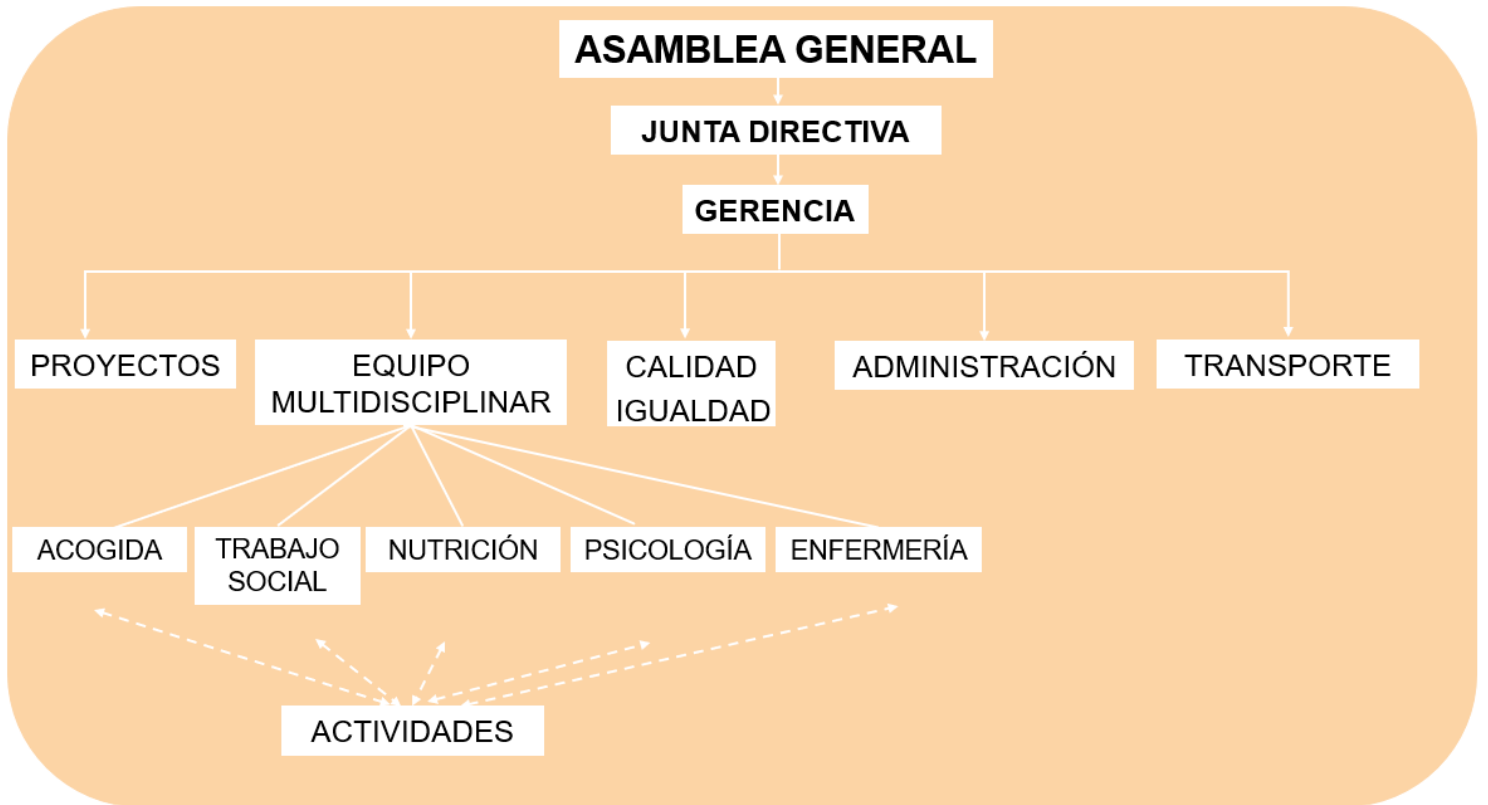 ASAMBLEA GENERAL
JUNTA DIRECTIVA
GERENCIA
PROYECTOS
EQUIPO
MULTIDISCIPLINAR
CALIDAD
IGUALDAD
ADMINISTRACIÓN
TRANSPORTE
ACOGIDA
TRABAJO
SOCIAL
NUTRICIÓN
PSICOLOGÍA
ENFERMERÍA
ACTIVIDADES